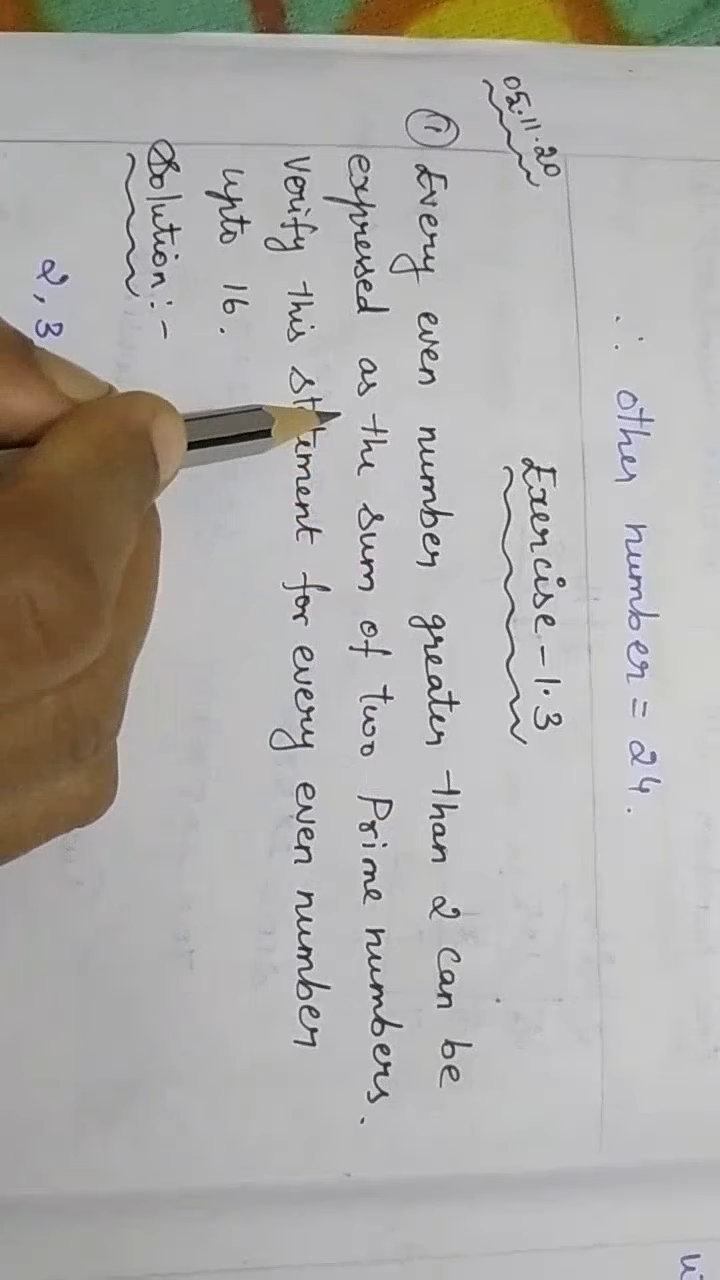 ∴ other number = 24.
05.11.20
Exercise - 1.3
① Every even number greater than 2 can be
expressed as the sum of two Prime numbers.
Verify this statement for every even number
upto 16.
Solution :-
2, 3